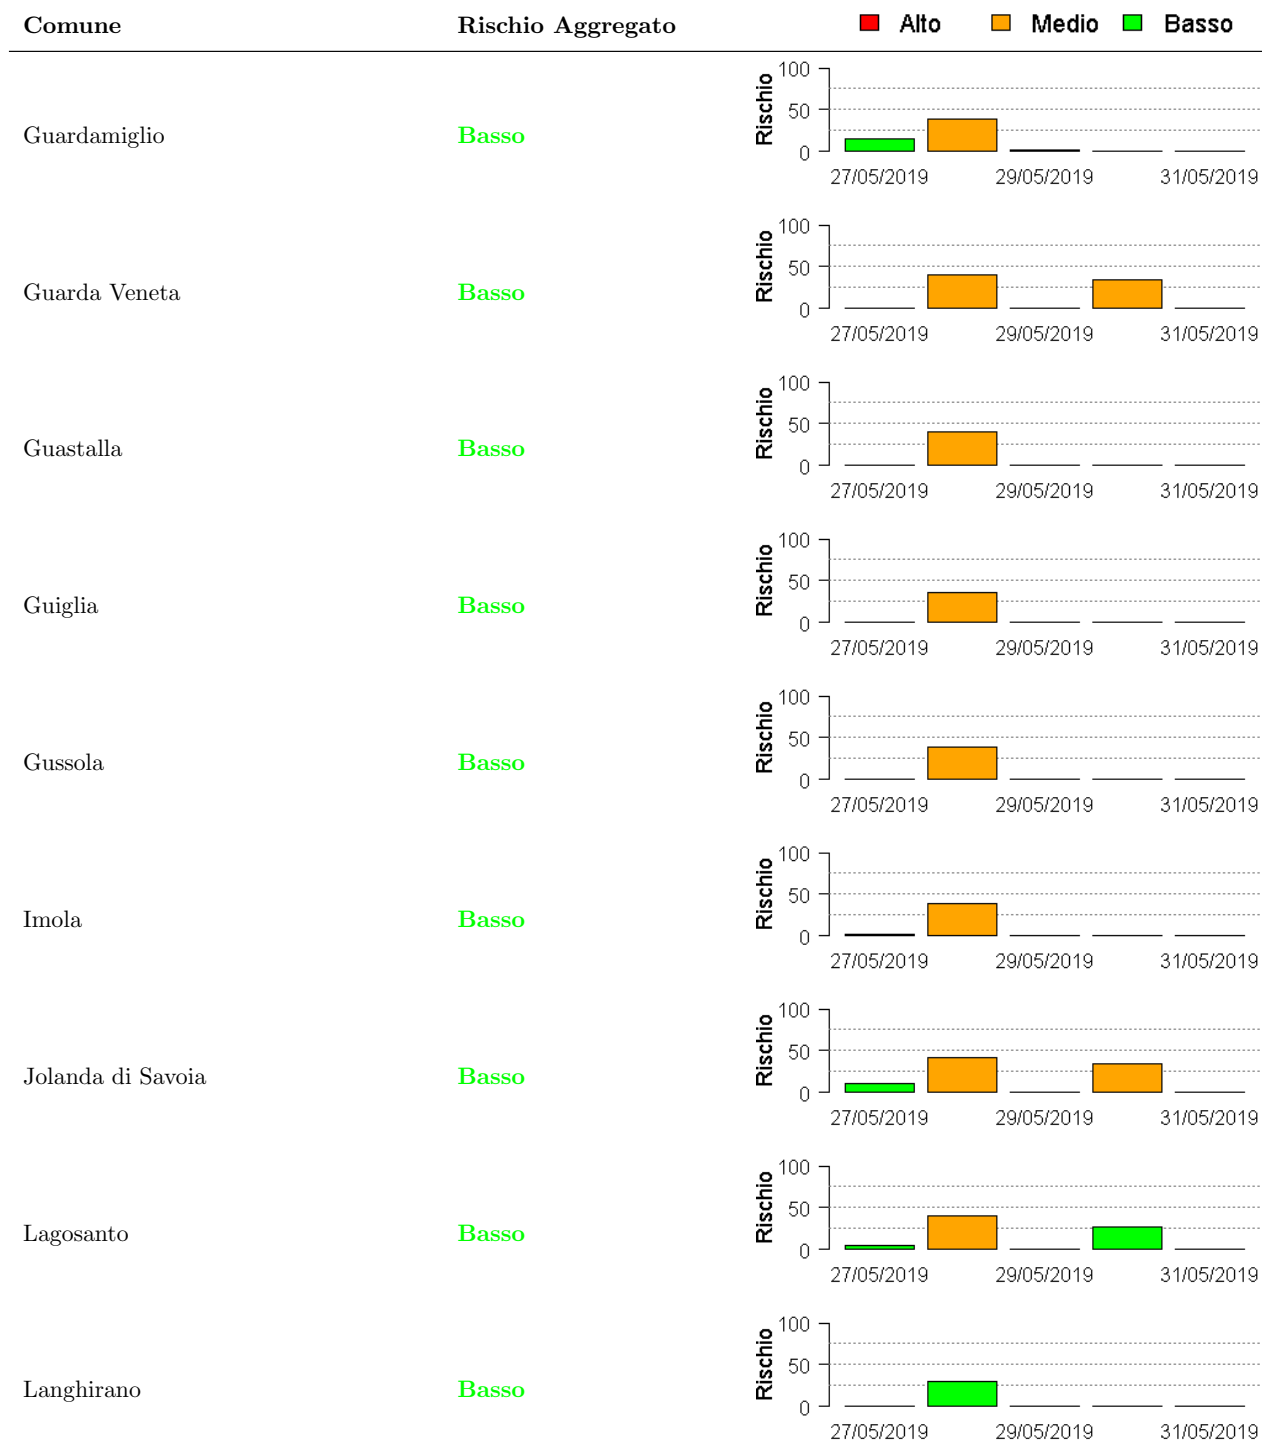 Comune Rischio Aggregato Alto Medio Basso
Guardamiglio Basso Rischio 100 50 0
27/05/2019 29/05/2019 31/05/2019
Guarda Veneta Basso Rischio 100 50 0
27/05/2019 29/05/2019 31/05/2019
Guastalla Basso Rischio 100 50 0
27/05/2019 29/05/2019 31/05/2019
Guiglia Basso Rischio 100 50 0
27/05/2019 29/05/2019 31/05/2019
Gussola Basso Rischio 100 50 0
27/05/2019 29/05/2019 31/05/2019
Imola Basso Rischio 100 50 0
27/05/2019 29/05/2019 31/05/2019
Jolanda di Savoia Basso Rischio 100 50 0
27/05/2019 29/05/2019 31/05/2019
Lagosanto Basso Rischio 100 50 0
27/05/2019 29/05/2019 31/05/2019
Langhirano Basso Rischio 100 50 0
27/05/2019 29/05/2019 31/05/2019